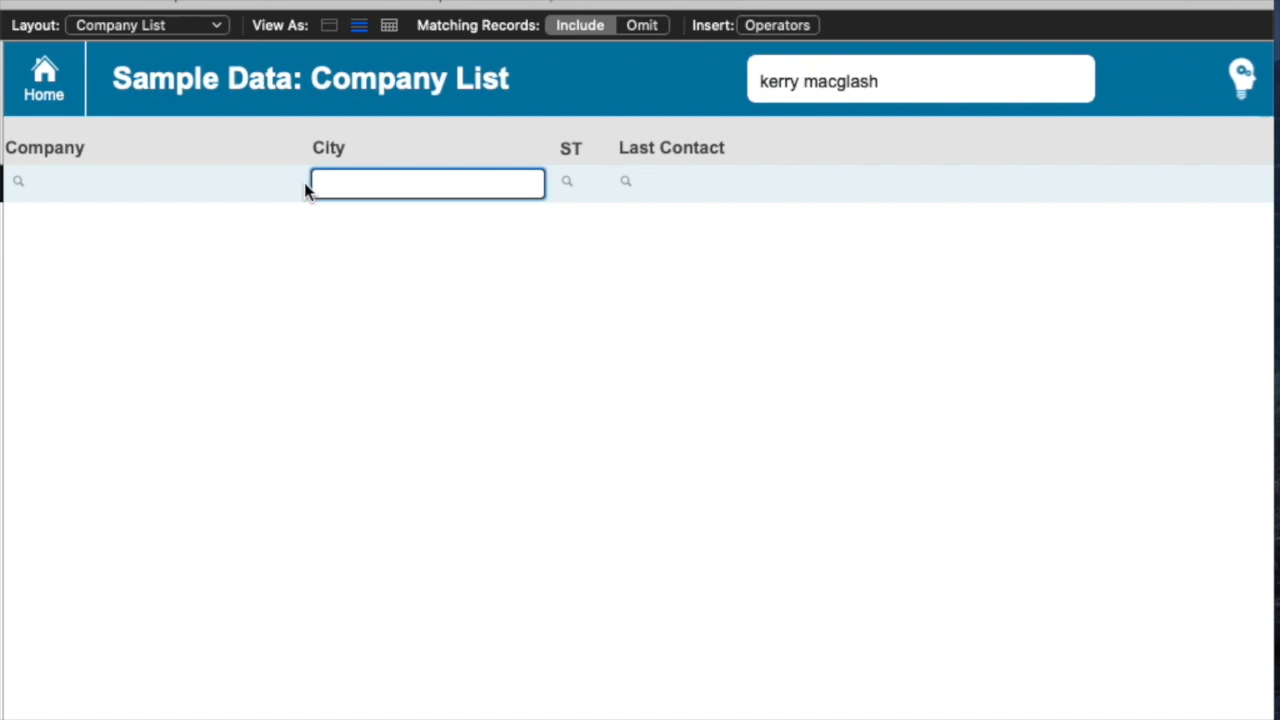 Layout: Company List View As: Matching Records: Include Omit Insert: Operators
Home
Sample Data: Company List
kerry macglash
Company City ST Last Contact